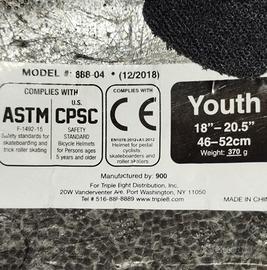 MODEL #: 888-04 * (12/2018)
COMPLIES WITH
ASTM
F-1492-15
Safety standards for
skateboarding and
trick roller skating
U.S.
CPSC
SAFETY
STANDARD
Bicycle Helmets
for Persons ages
5 years and older
COMPLIES WITH
CE
EN1078:2012+A1:2012
Helmet for pedal
cyclists,
skateboarders and
roller skaters
Youth
18”– 20.5”
46–52cm
Weight: 370 g
Manufactured by: 900
For Triple Eight Distribution, Inc.
20W Vanderventer Ave. Port Washington, NY 11050
Tel # 516-88F-8889 www.triple8.com
MADE IN CHIN